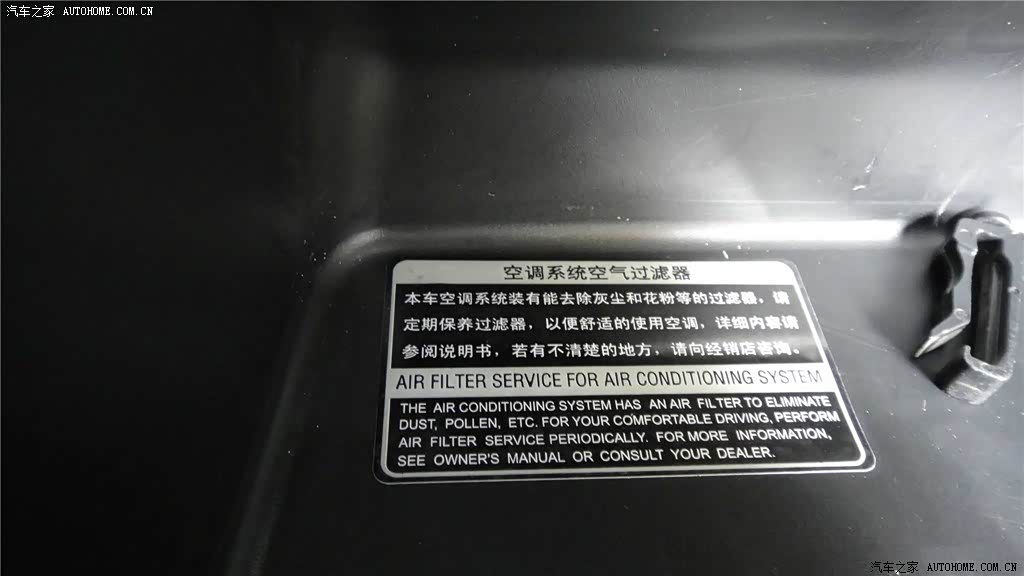 汽车之家 AUTOHOME.COM.CN
空调系统空气过滤器
本车空调系统装有能去除灰尘和花粉等的过滤器，请
定期保养过滤器，以便舒适的使用空调，详细内容请
参阅说明书，若有不清楚的地方，请向经销店咨询。
AIR FILTER SERVICE FOR AIR CONDITIONING SYSTEM
THE AIR CONDITIONING SYSTEM HAS AN AIR FILTER TO ELIMINATE
DUST, POLLEN, ETC. FOR YOUR COMFORTABLE DRIVING, PERFORM
AIR FILTER SERVICE PERIODICALLY. FOR MORE INFORMATION,
SEE OWNER'S MANUAL OR CONSULT YOUR DEALER.
汽车之家 AUTOHOME.COM.CN